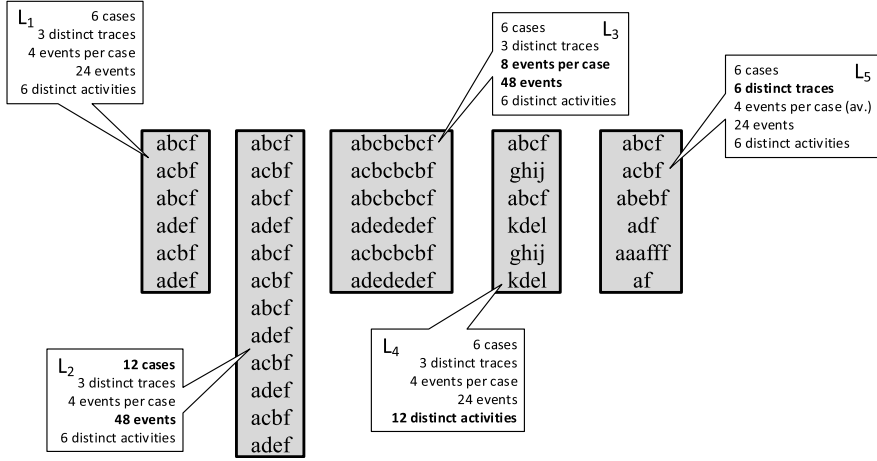 L1
6 cases
3 distinct traces
4 events per case
24 events
6 distinct activities
6 cases
L3
3 distinct traces
8 events per case
48 events
6 distinct activities
6 cases
L5
6 distinct traces
4 events per case (av.)
24 events
6 distinct activities
abcf
acbf
abcf
adef
acbf
adef
abcf
acbf
abcf
adef
abcf
acbf
abcf
adef
acbf
adef
acbf
adef
abcbcbcf
acbcbcbf
abcbcbcf
adededef
acbcbcbf
adededef
abcf
ghij
abcf
kdel
ghij
kdel
abcf
acbf
abebf
adf
aaafff
af
L2
12 cases
3 distinct traces
4 events per case
48 events
6 distinct activities
L4
6 cases
3 distinct traces
4 events per case
24 events
12 distinct activities